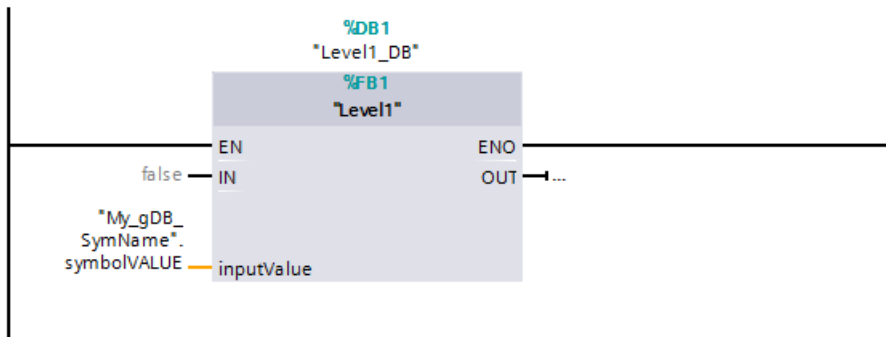 %DB1
"Level1_DB"
%FB1
"Level1"
EN ENO
false IN OUT ...
"My_gDB_
SymName".
symbolVALUE inputValue